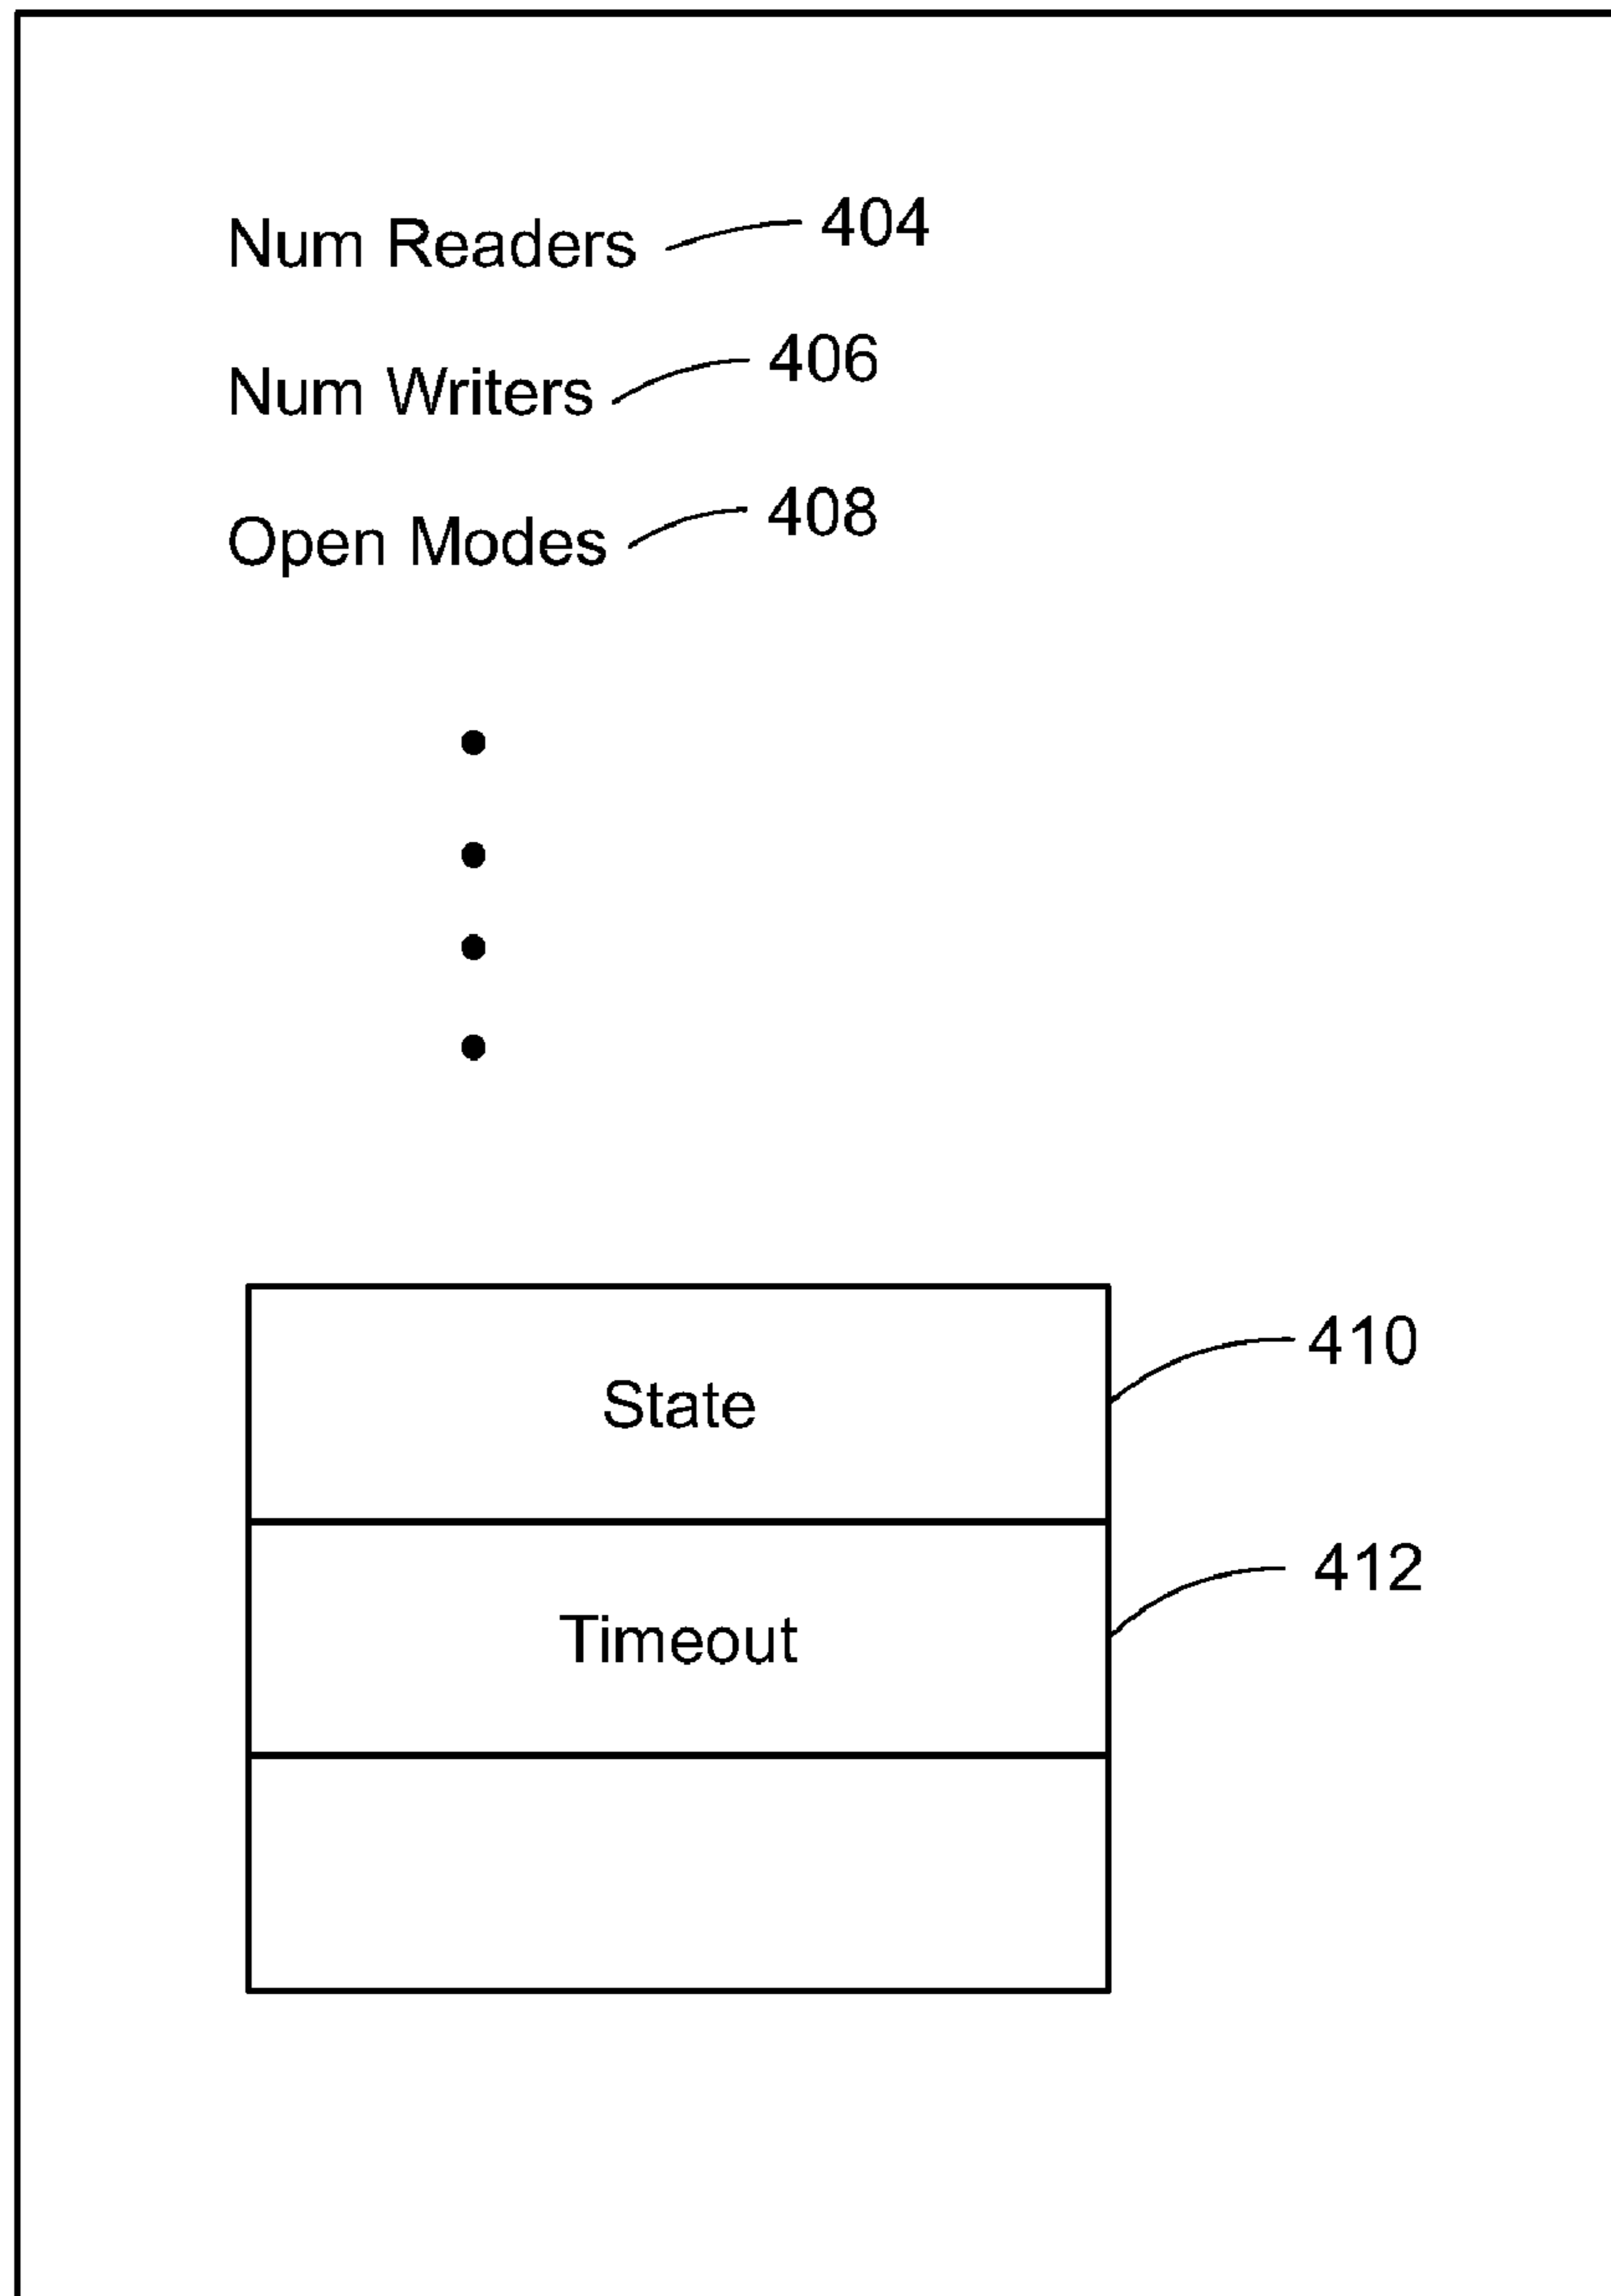 Num Readers 404
Num Writers 406
Open Modes 408
State 410
Timeout 412